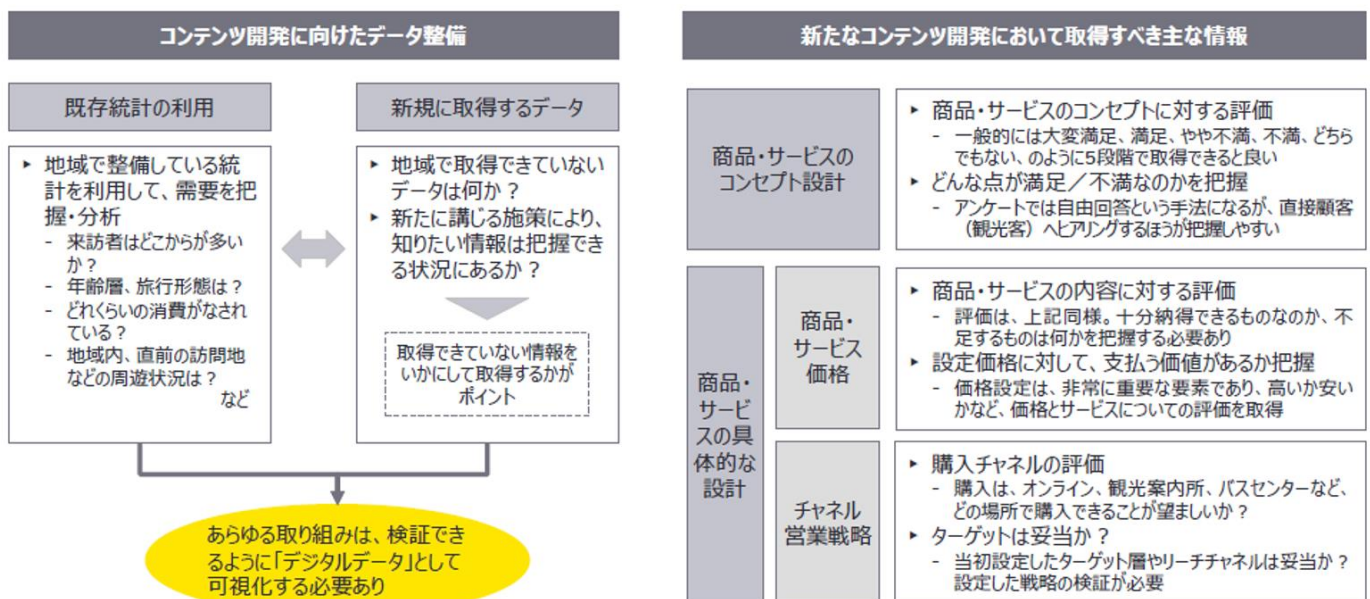 コンテンツ開発に向けたデータ整備
既存統計の利用
▸ 地域で整備している統
計を利用して、需要を把
握・分析
- 来訪者はどこからが多い
か？
- 年齢層、旅行形態は？
- どれくらいの消費がなされ
ている？
- 地域内、直前の訪問地
などの周遊状況は？
など
新規に取得するデータ
▸ 地域で取得できていない
データは何か？
▸ 新たに講じる施策により、
知りたい情報は把握でき
る状況にあるか？
取得できていない情報を
いかにして取得するかが
ポイント
あらゆる取り組みは、検証でき
るように「デジタルデータ」として
可視化する必要あり
新たなコンテンツ開発において取得すべき主な情報
商品・サービスの
コンセプト設計
▸ 商品・サービスのコンセプトに対する評価
- 一般的には大変満足、満足、やや不満、不満、どちら
でもない、のように5段階で取得できると良い
▸ どんな点が満足／不満なのかを把握
- アンケートでは自由回答という手法になるが、直接顧客
（観光客）へヒアリングするほうが把握しやすい
商品・
サービ
スの具
体的な
設計
商品・
サービス
価格
▸ 商品・サービスの内容に対する評価
- 評価は、上記同様。十分納得できるものなのか、不
足するものは何かを把握する必要あり
▸ 設定価格に対して、支払う価値があるか把握
- 価格設定は、非常に重要な要素であり、高いか安い
かなど、価格とサービスについての評価を取得
チャネル
営業戦略
▸ 購入チャネルの評価
- 購入は、オンライン、観光案内所、バスセンターなど、
どの場所で購入できることが望ましいか？
▸ ターゲットは妥当か？
- 当初設定したターゲット層やリーチチャネルは妥当か？
設定した戦略の検証が必要